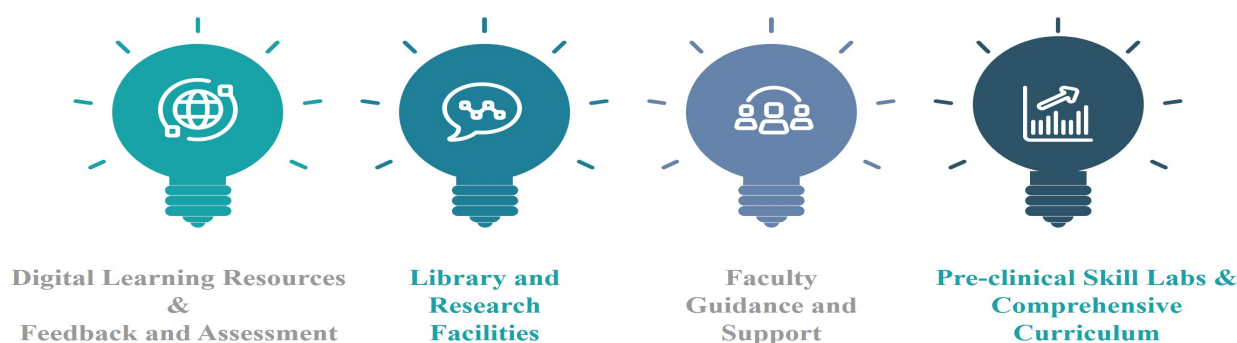 Digital Learning Resources
&
Feedback and Assessment
Library and
Research
Facilities
Faculty
Guidance and
Support
Pre-clinical Skill Labs &
Comprehensive
Curriculum